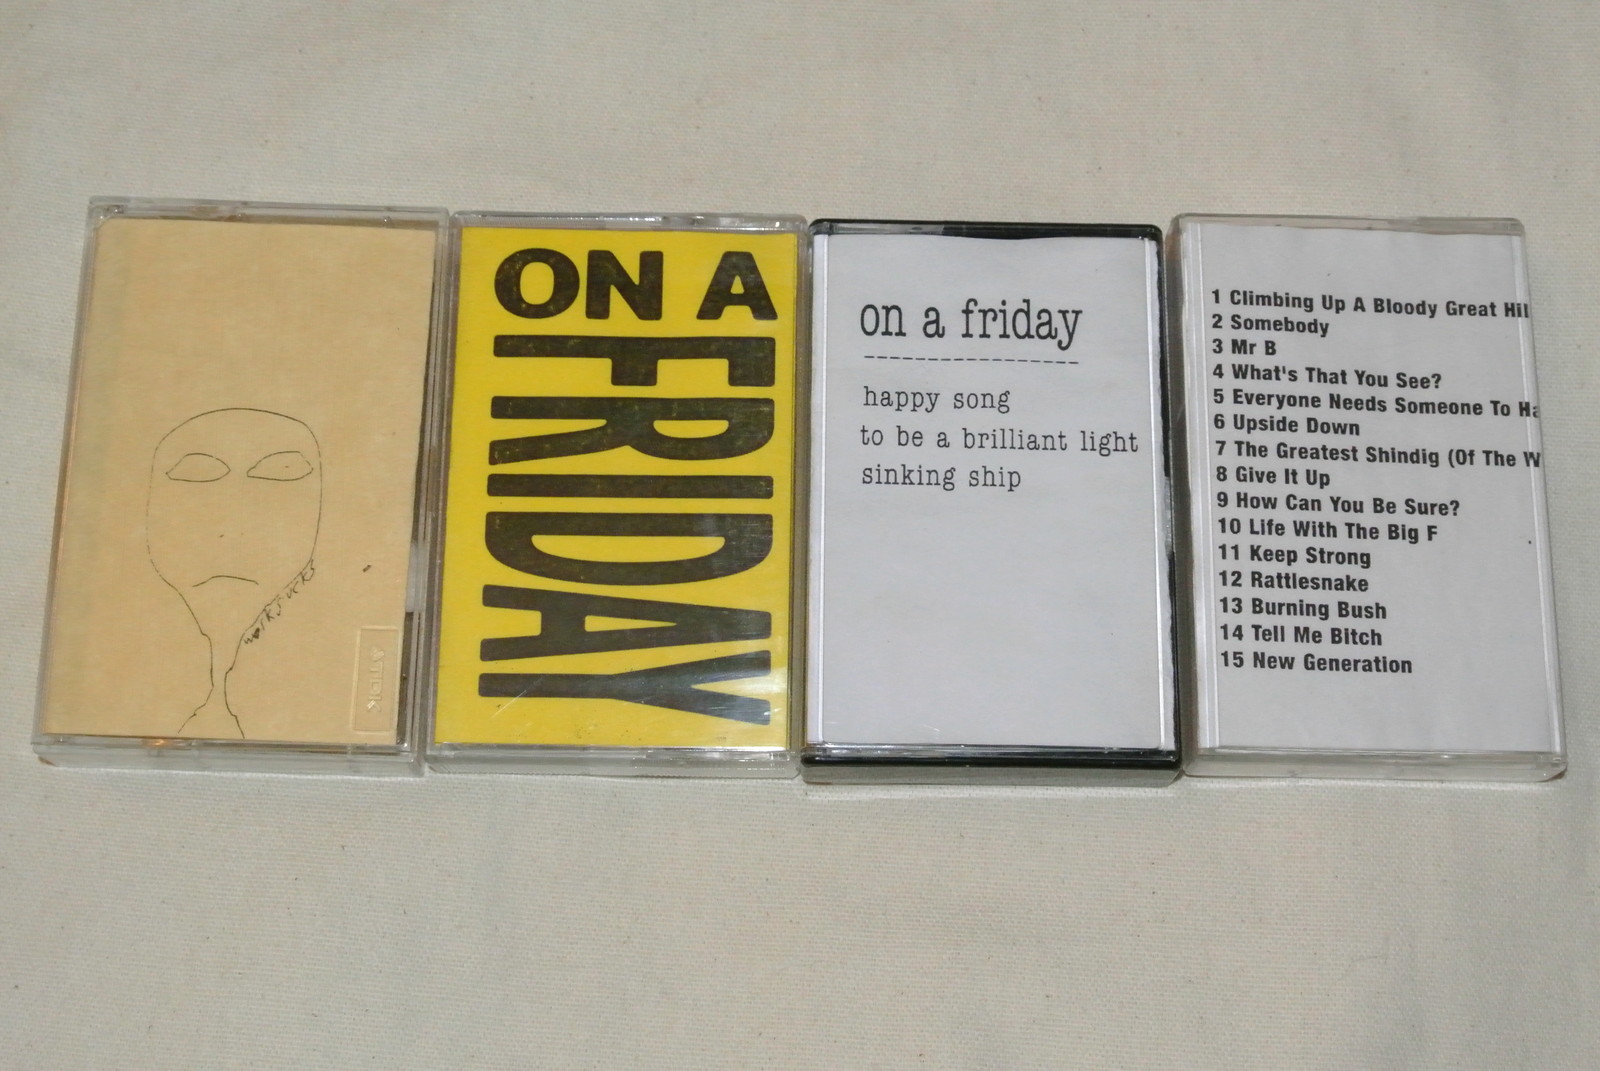 WORKS UCKS
TDK
ON A
FRIDAY
on a friday
-----------------
happy song
to be a brilliant light
sinking ship
1 Climbing Up A Bloody Great Hil
2 Somebody
3 Mr B
4 What's That You See?
5 Everyone Needs Someone To Ha
6 Upside Down
7 The Greatest Shindig (Of The W
8 Give It Up
9 How Can You Be Sure?
10 Life With The Big F
11 Keep Strong
12 Rattlesnake
13 Burning Bush
14 Tell Me Bitch
15 New Generation